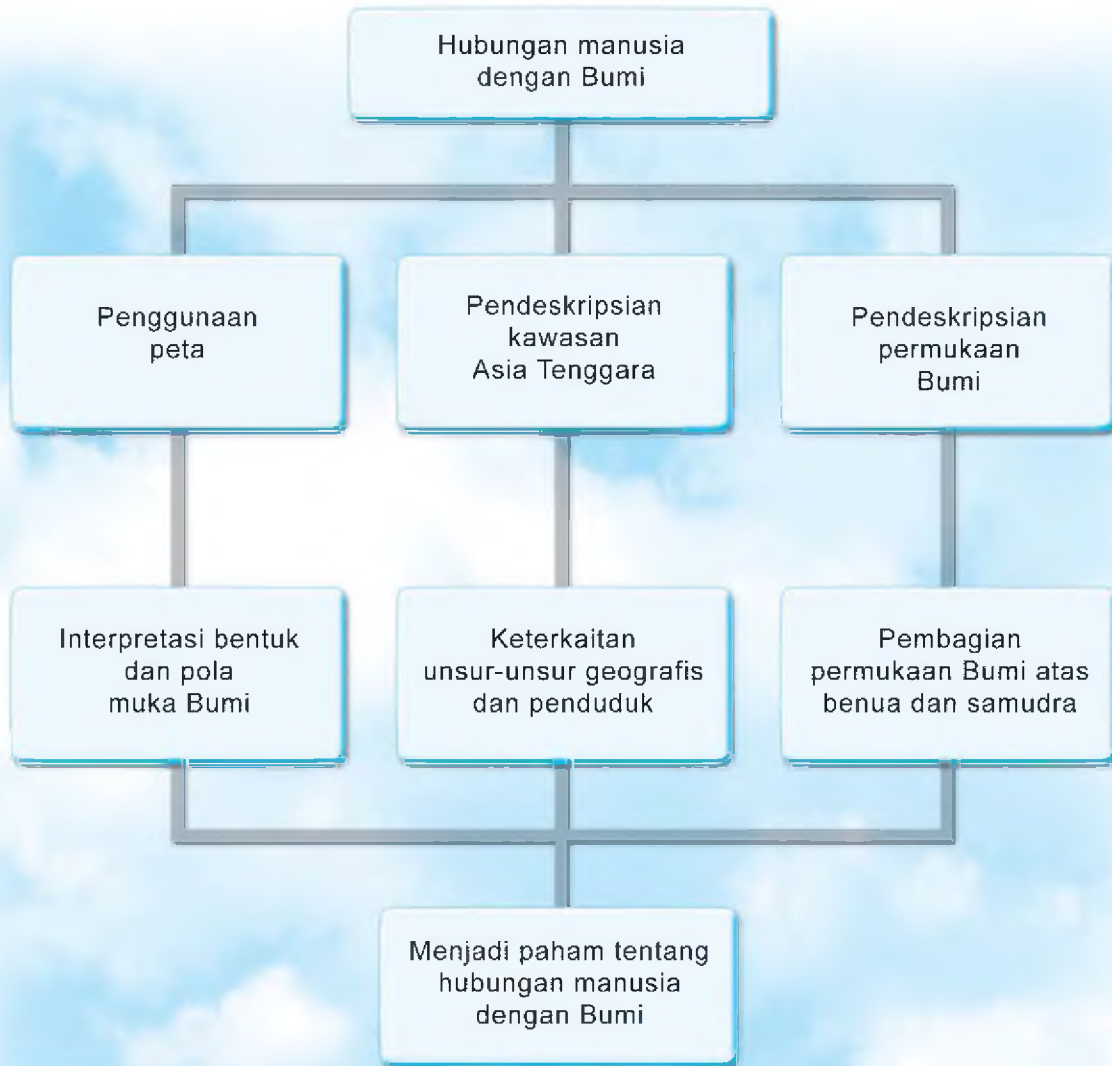 Hubungan manusia
dengan Bumi
Penggunaan
peta
Pendeskripsian
kawasan
Asia Tenggara
Pendeskripsian
permukaan
Bumi
Interpretasi bentuk
dan pola
muka Bumi
Keterkaitan
unsur-unsur geografis
dan penduduk
Pembagian
permukaan Bumi atas
benua dan samudra
Menjadi paham tentang
hubungan manusia
dengan Bumi